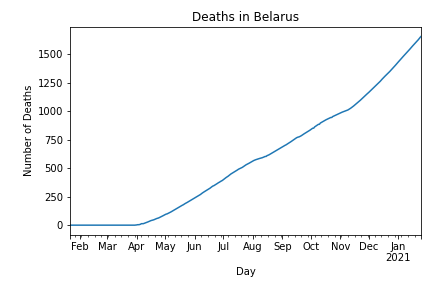 Deaths in Belarus
Number of Deaths
1500
1250
1000
750
500
250
0
Feb Mar Apr May Jun Jul Aug Sep Oct Nov Dec Jan
2021
Day